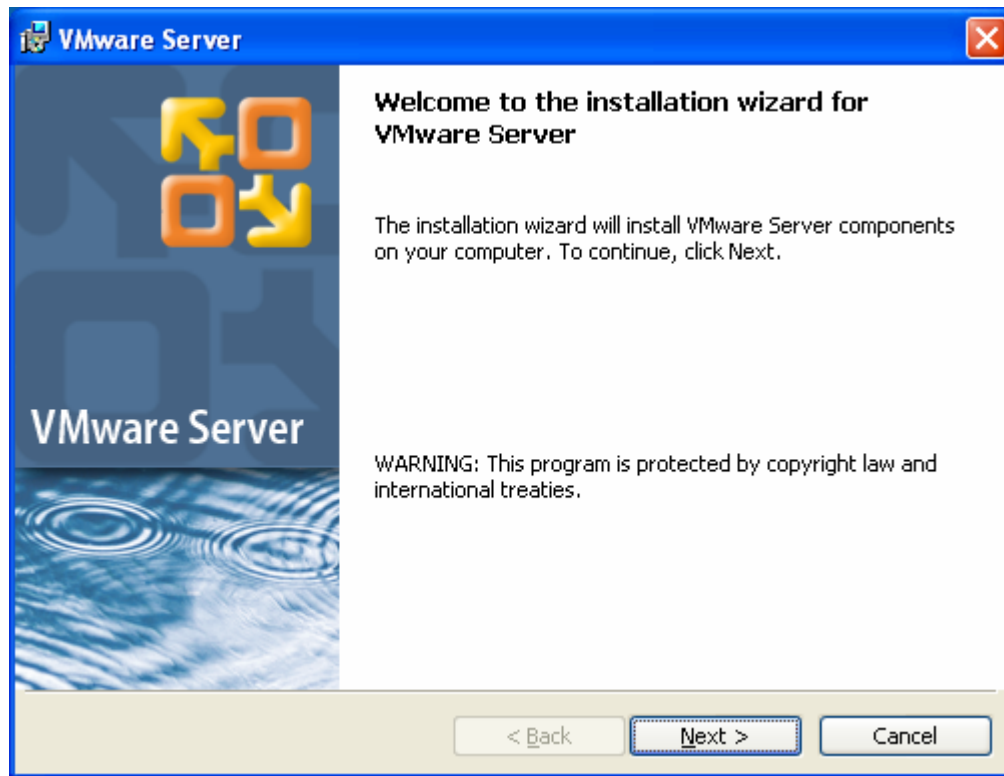 VMware Server
Welcome to the installation wizard for
VMware Server
The installation wizard will install VMware Server components
on your computer. To continue, click Next.
VMware Server
WARNING: This program is protected by copyright law and
international treaties.
< Back
Next >
Cancel